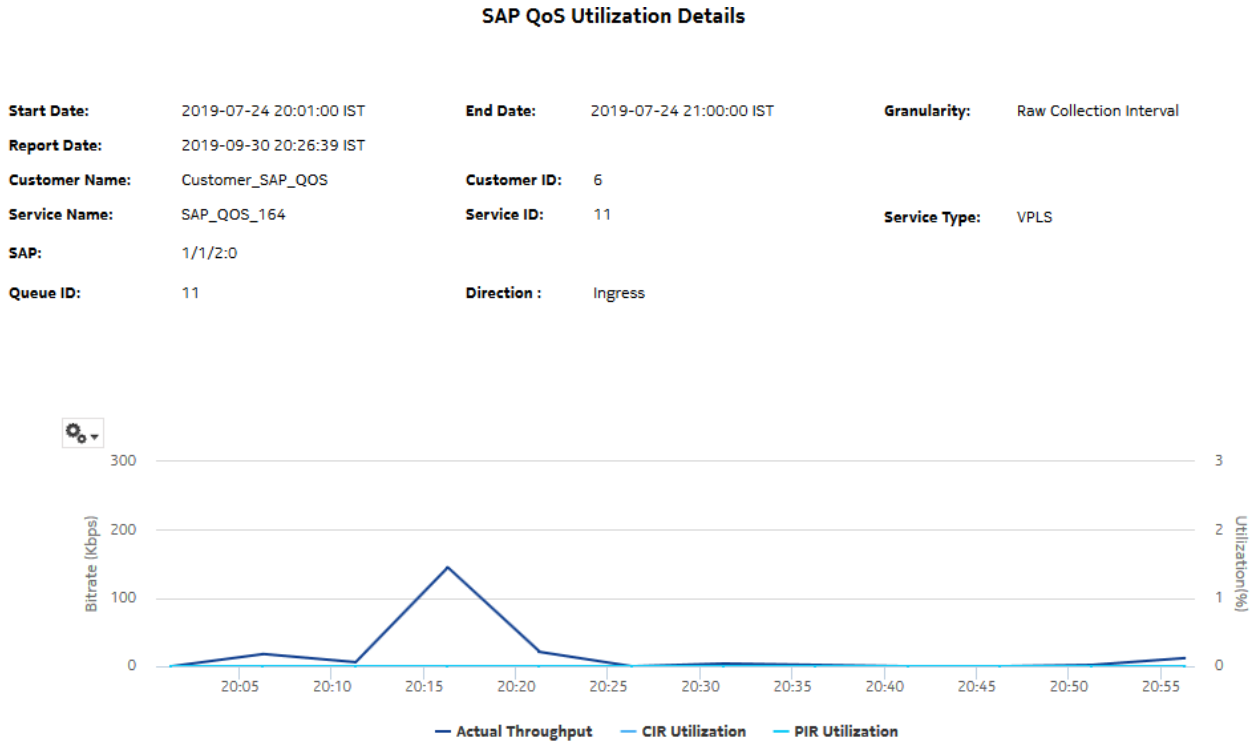 SAP QoS Utilization Details
Start Date: 2019-07-24 20:01:00 IST End Date: 2019-07-24 21:00:00 IST Granularity: Raw Collection Interval
Report Date: 2019-09-30 20:26:39 IST
Customer Name: Customer_SAP_QOS Customer ID: 6
Service Name: SAP_QOS_164 Service ID: 11 Service Type: VPLS
SAP: 1/1/2:0
Queue ID: 11 Direction : Ingress
300 3
200 2
100 1
0 0
Bitrate (Kbps)
Utilization(%)
20:05 20:10 20:15 20:20 20:25 20:30 20:35 20:40 20:45 20:50 20:55
Actual Throughput CIR Utilization PIR Utilization